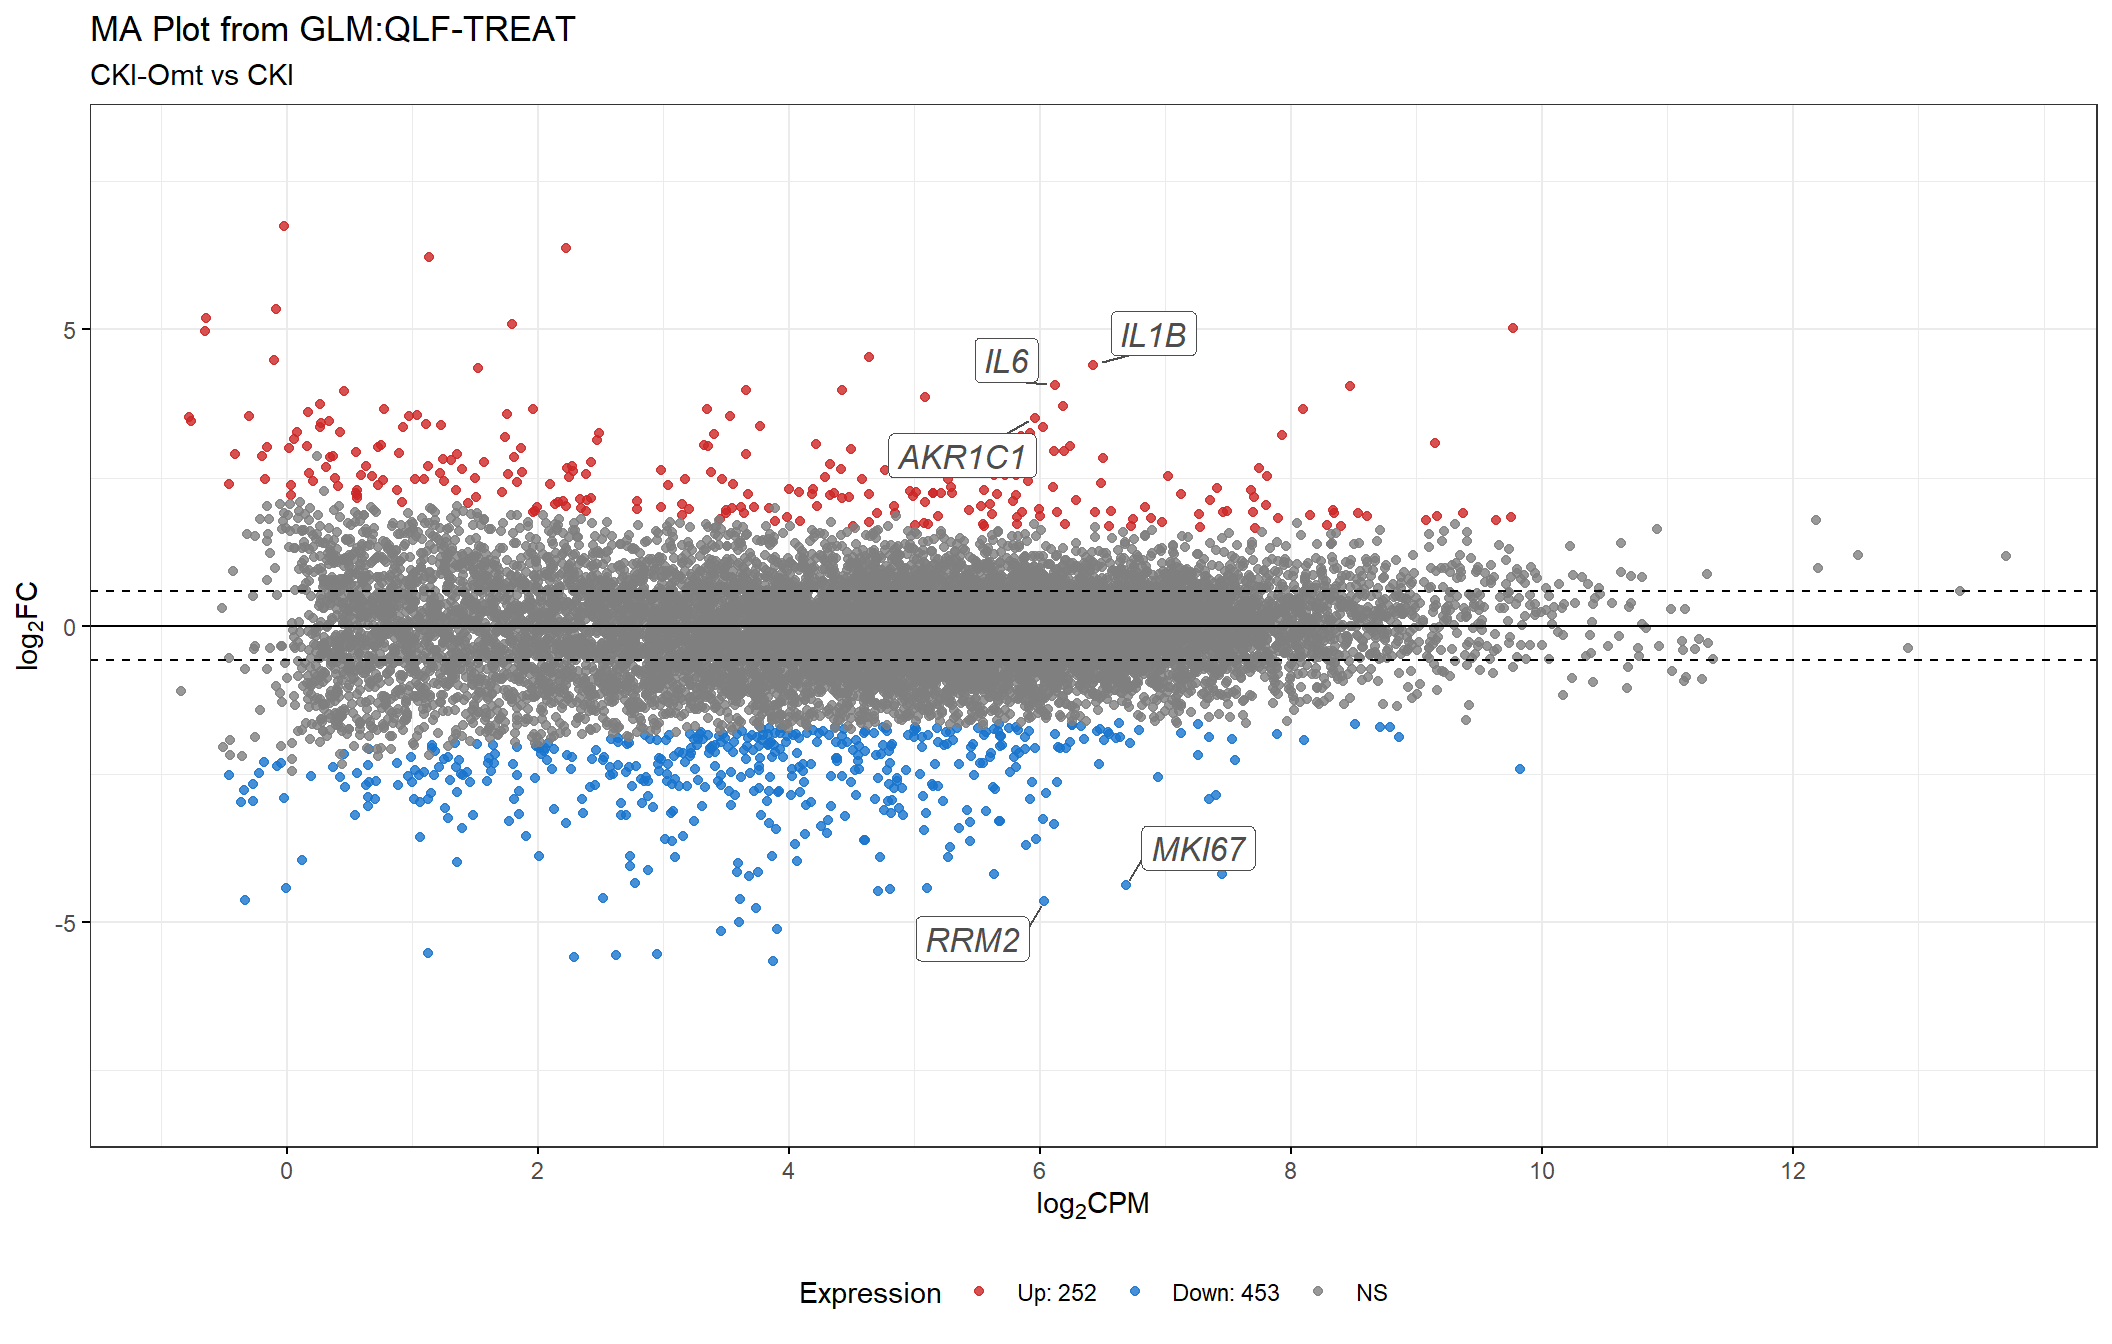 MA Plot from GLM:QLF-TREAT
CKI-Omt vs CKI
log2FC
5
0
-5
IL1B
IL6
AKR1C1
MKI67
RRM2
0 2 4 6 8 10 12
log2CPM
Expression Up: 252 Down: 453 NS